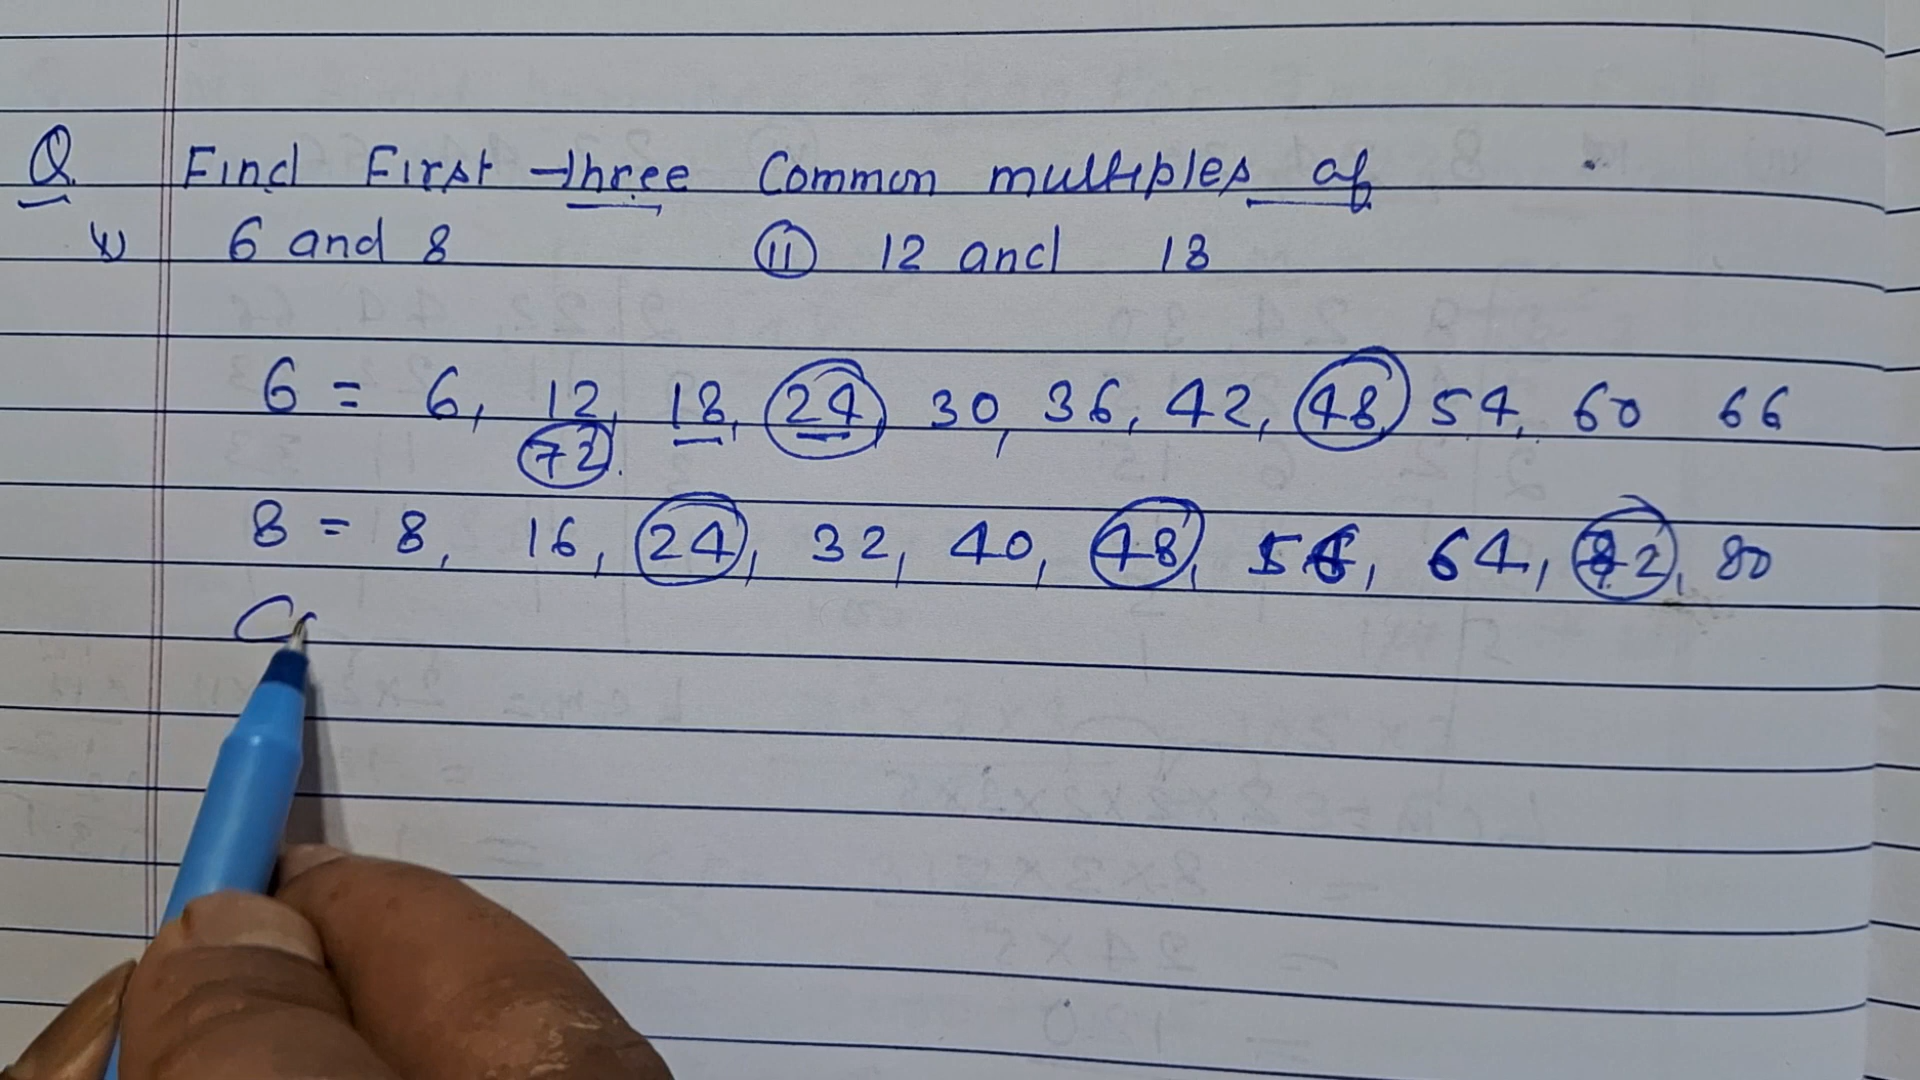 Q. Find First three Common multiples of
(i) 6 and 8 (ii) 12 and 18
6 = 6, 12, 18, 24, 30, 36, 42, 48, 54, 60 66
72.
8 = 8, 16, 24, 32, 40, 48, 56, 64, 72, 80
Co